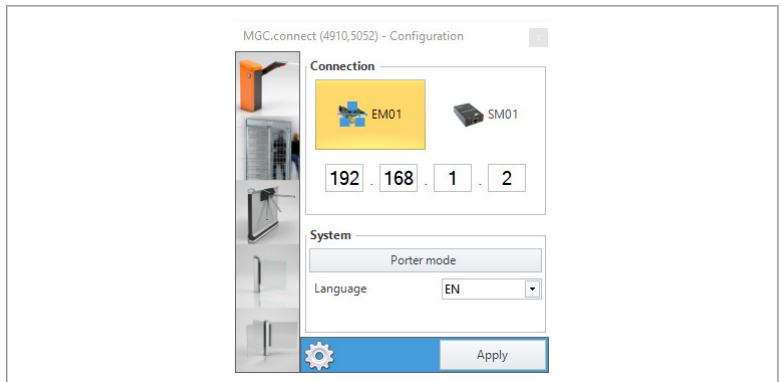 MGC.connect (4910,5052) - Configuration
x
Connection
EM01
SM01
192 . 168 . 1 . 2
System
Porter mode
Language EN
Apply